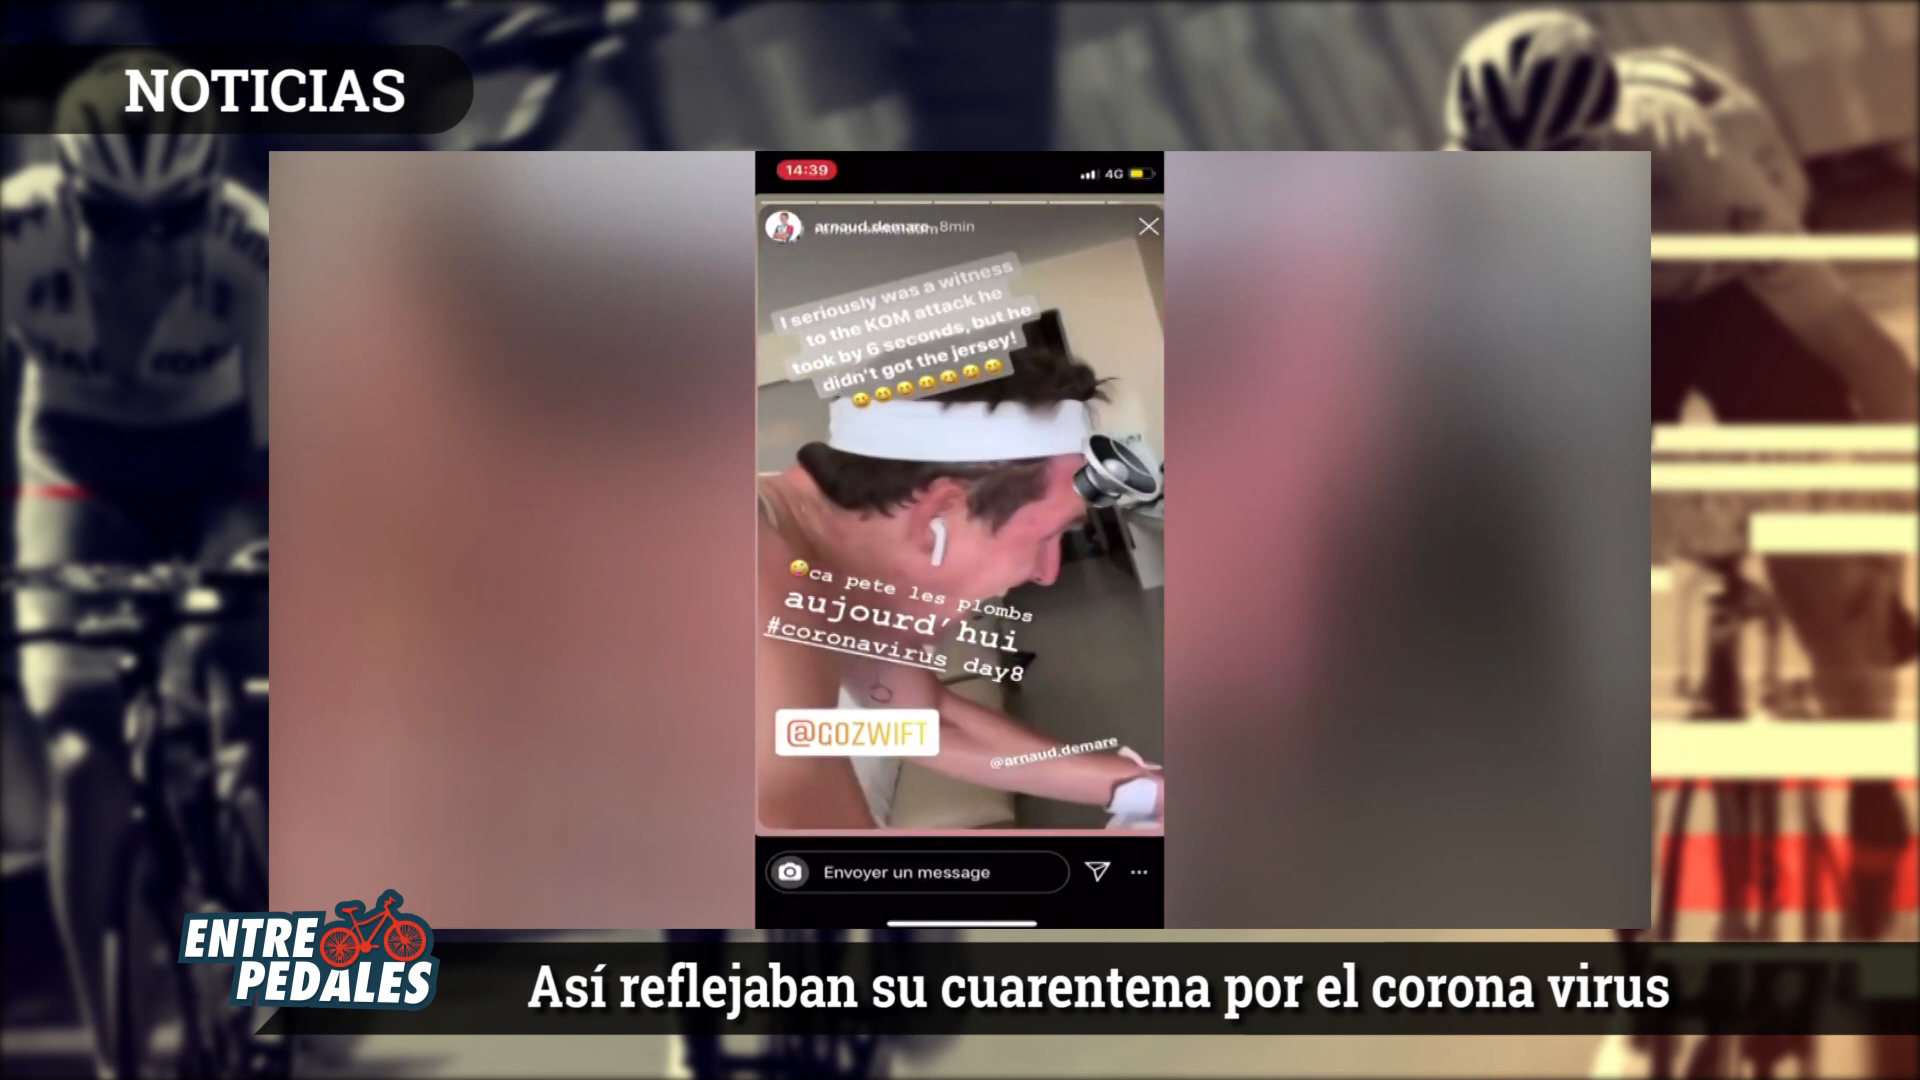 NOTICIAS
14:39
4G
arnaud.demare 8min
I seriously was a witness
to the KOM attack he
took by 6 seconds, but he
didn't got the jersey!
ca pete les plombs
aujourd'hui
#coronavirus day8
@GOZWIFT
@arnaud.demare
Envoyer un message
ENTRE
PEDALES
Así reflejaban su cuarentena por el corona virus